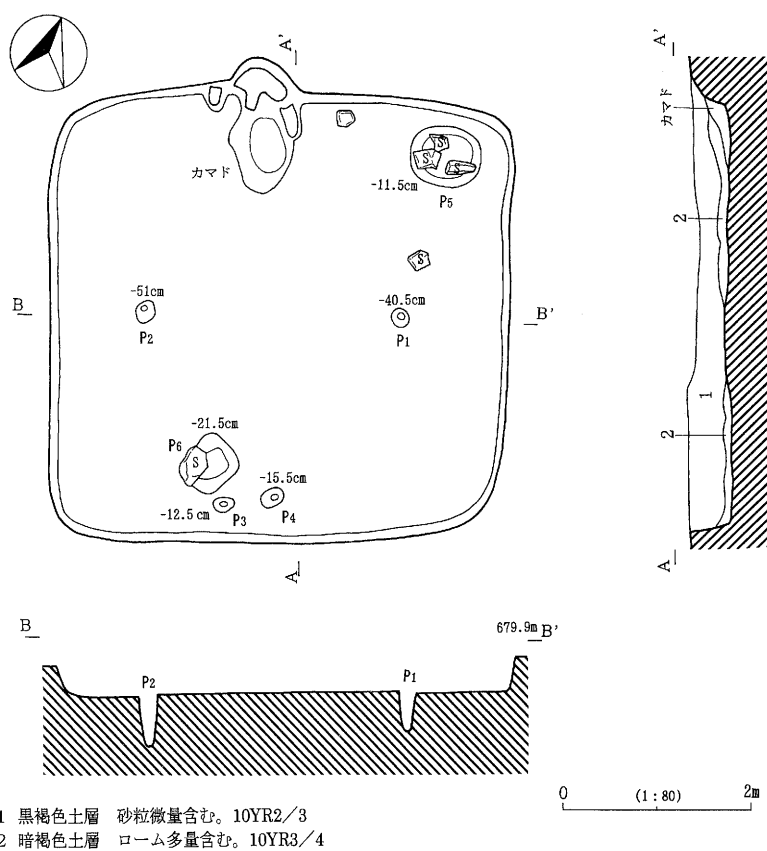 A'
A'
カマド
カマド
S
S
S
-11.5cm
P5
2
S
-51cm
-40.5cm
B
B'
P2
P1
1
-21.5cm
P6
S
2
-15.5cm
-12.5cm
P3
P4
A
A
B
679.9m B'
P2
P1
0 (1:80) 2m
1 黒褐色土層 砂粒微量含む。10YR2/3
2 暗褐色土層 ローム多量含む。10YR3/4